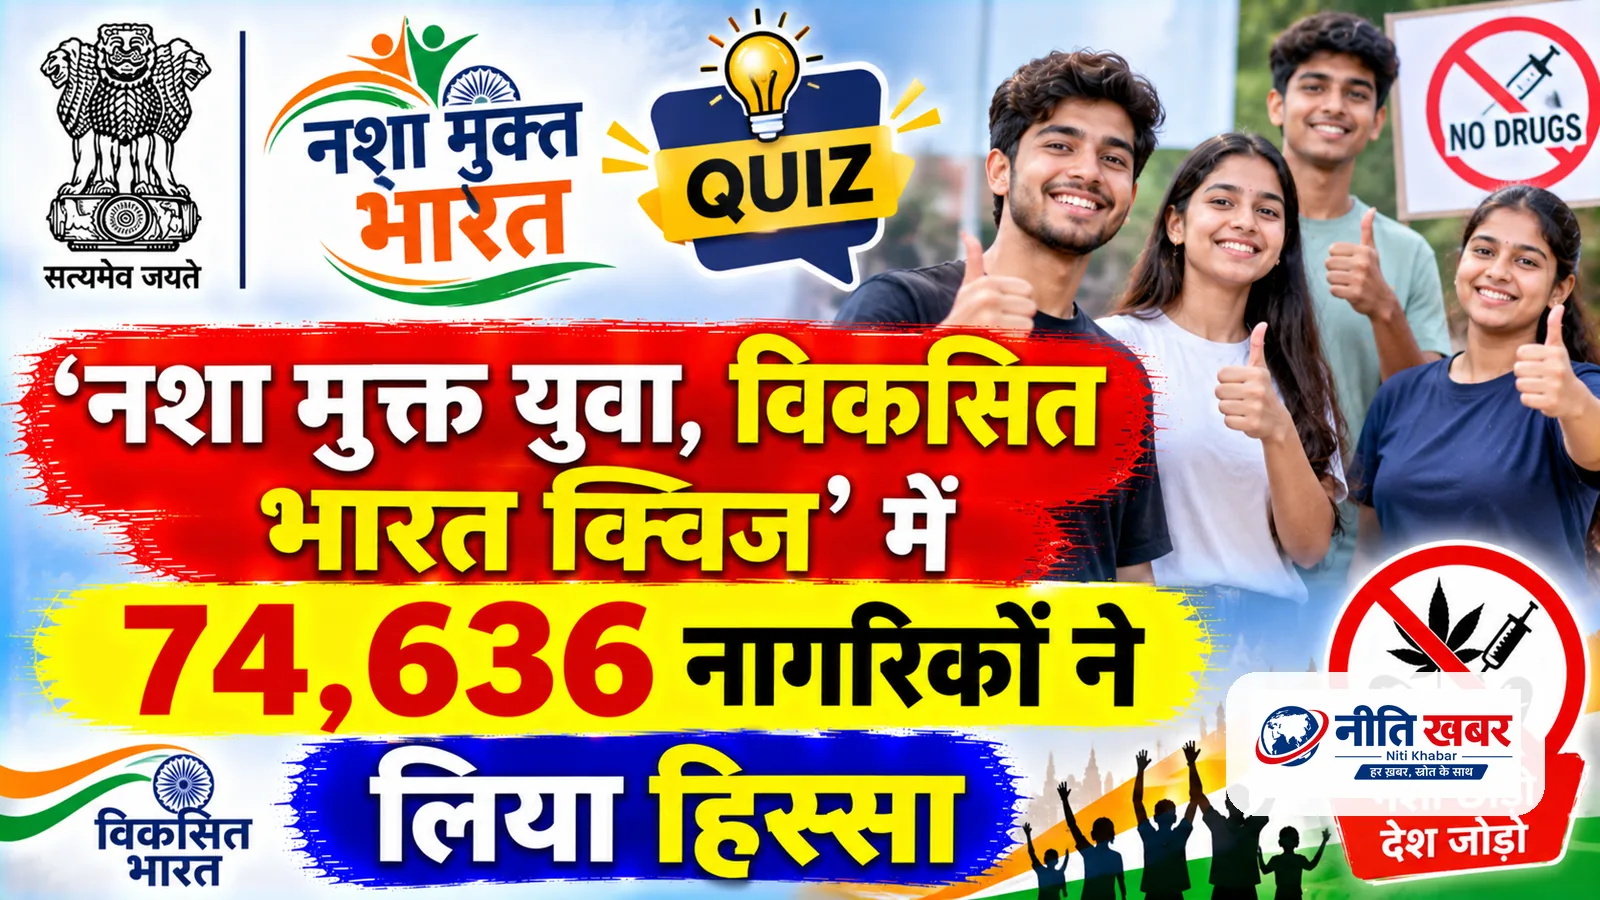 सत्यमेव जयते
नशा मुक्त
भारत
QUIZ
NO DRUGS
‘नशा मुक्त युवा, विकसित
भारत क्विज’ में
74,636 नागरिकों ने
लिया हिस्सा
विकसित
भारत
नीति खबर
Niti Khabar
हर ख़बर, स्रोत के साथ
देश जोड़ो